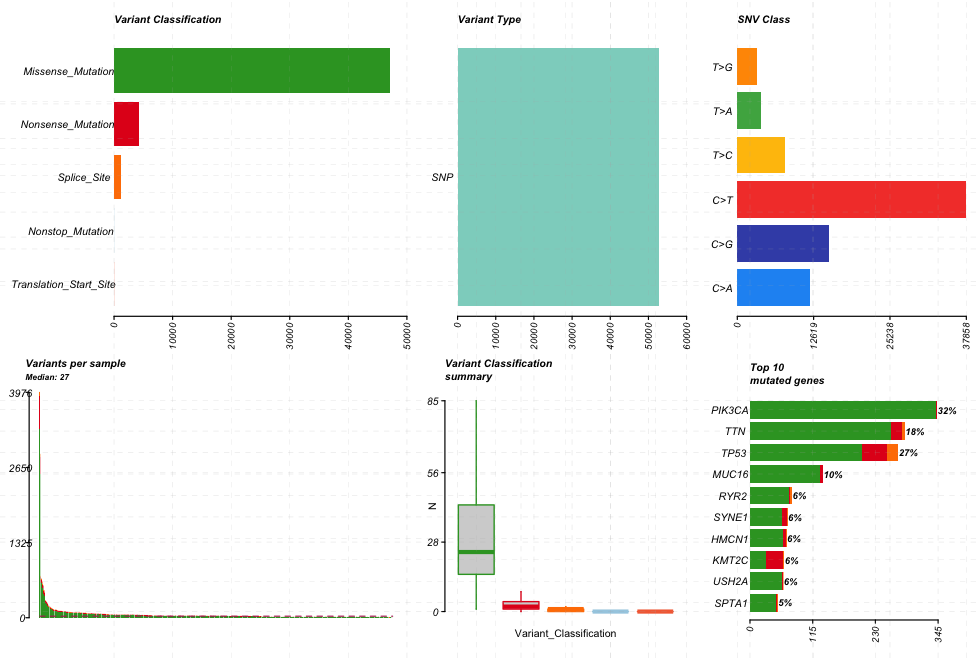 Variant Classification
Missense_Mutation
Nonsense_Mutation
Splice_Site
Nonstop_Mutation
Translation_Start_Site
0
10000
20000
30000
40000
50000
Variant Type
SNP
0
10000
20000
30000
40000
50000
60000
SNV Class
T>G
T>A
T>C
C>T
C>G
C>A
0
12619
25238
37858
Variants per sample
Median: 27
3976
2650
1325
0
Variant Classification
summary
85
56
28
0
N
Variant_Classification
Top 10
mutated genes
PIK3CA 32%
TTN 18%
TP53 27%
MUC16 10%
RYR2 6%
SYNE1 6%
HMCN1 6%
KMT2C 6%
USH2A 6%
SPTA1 5%
0
115
230
345